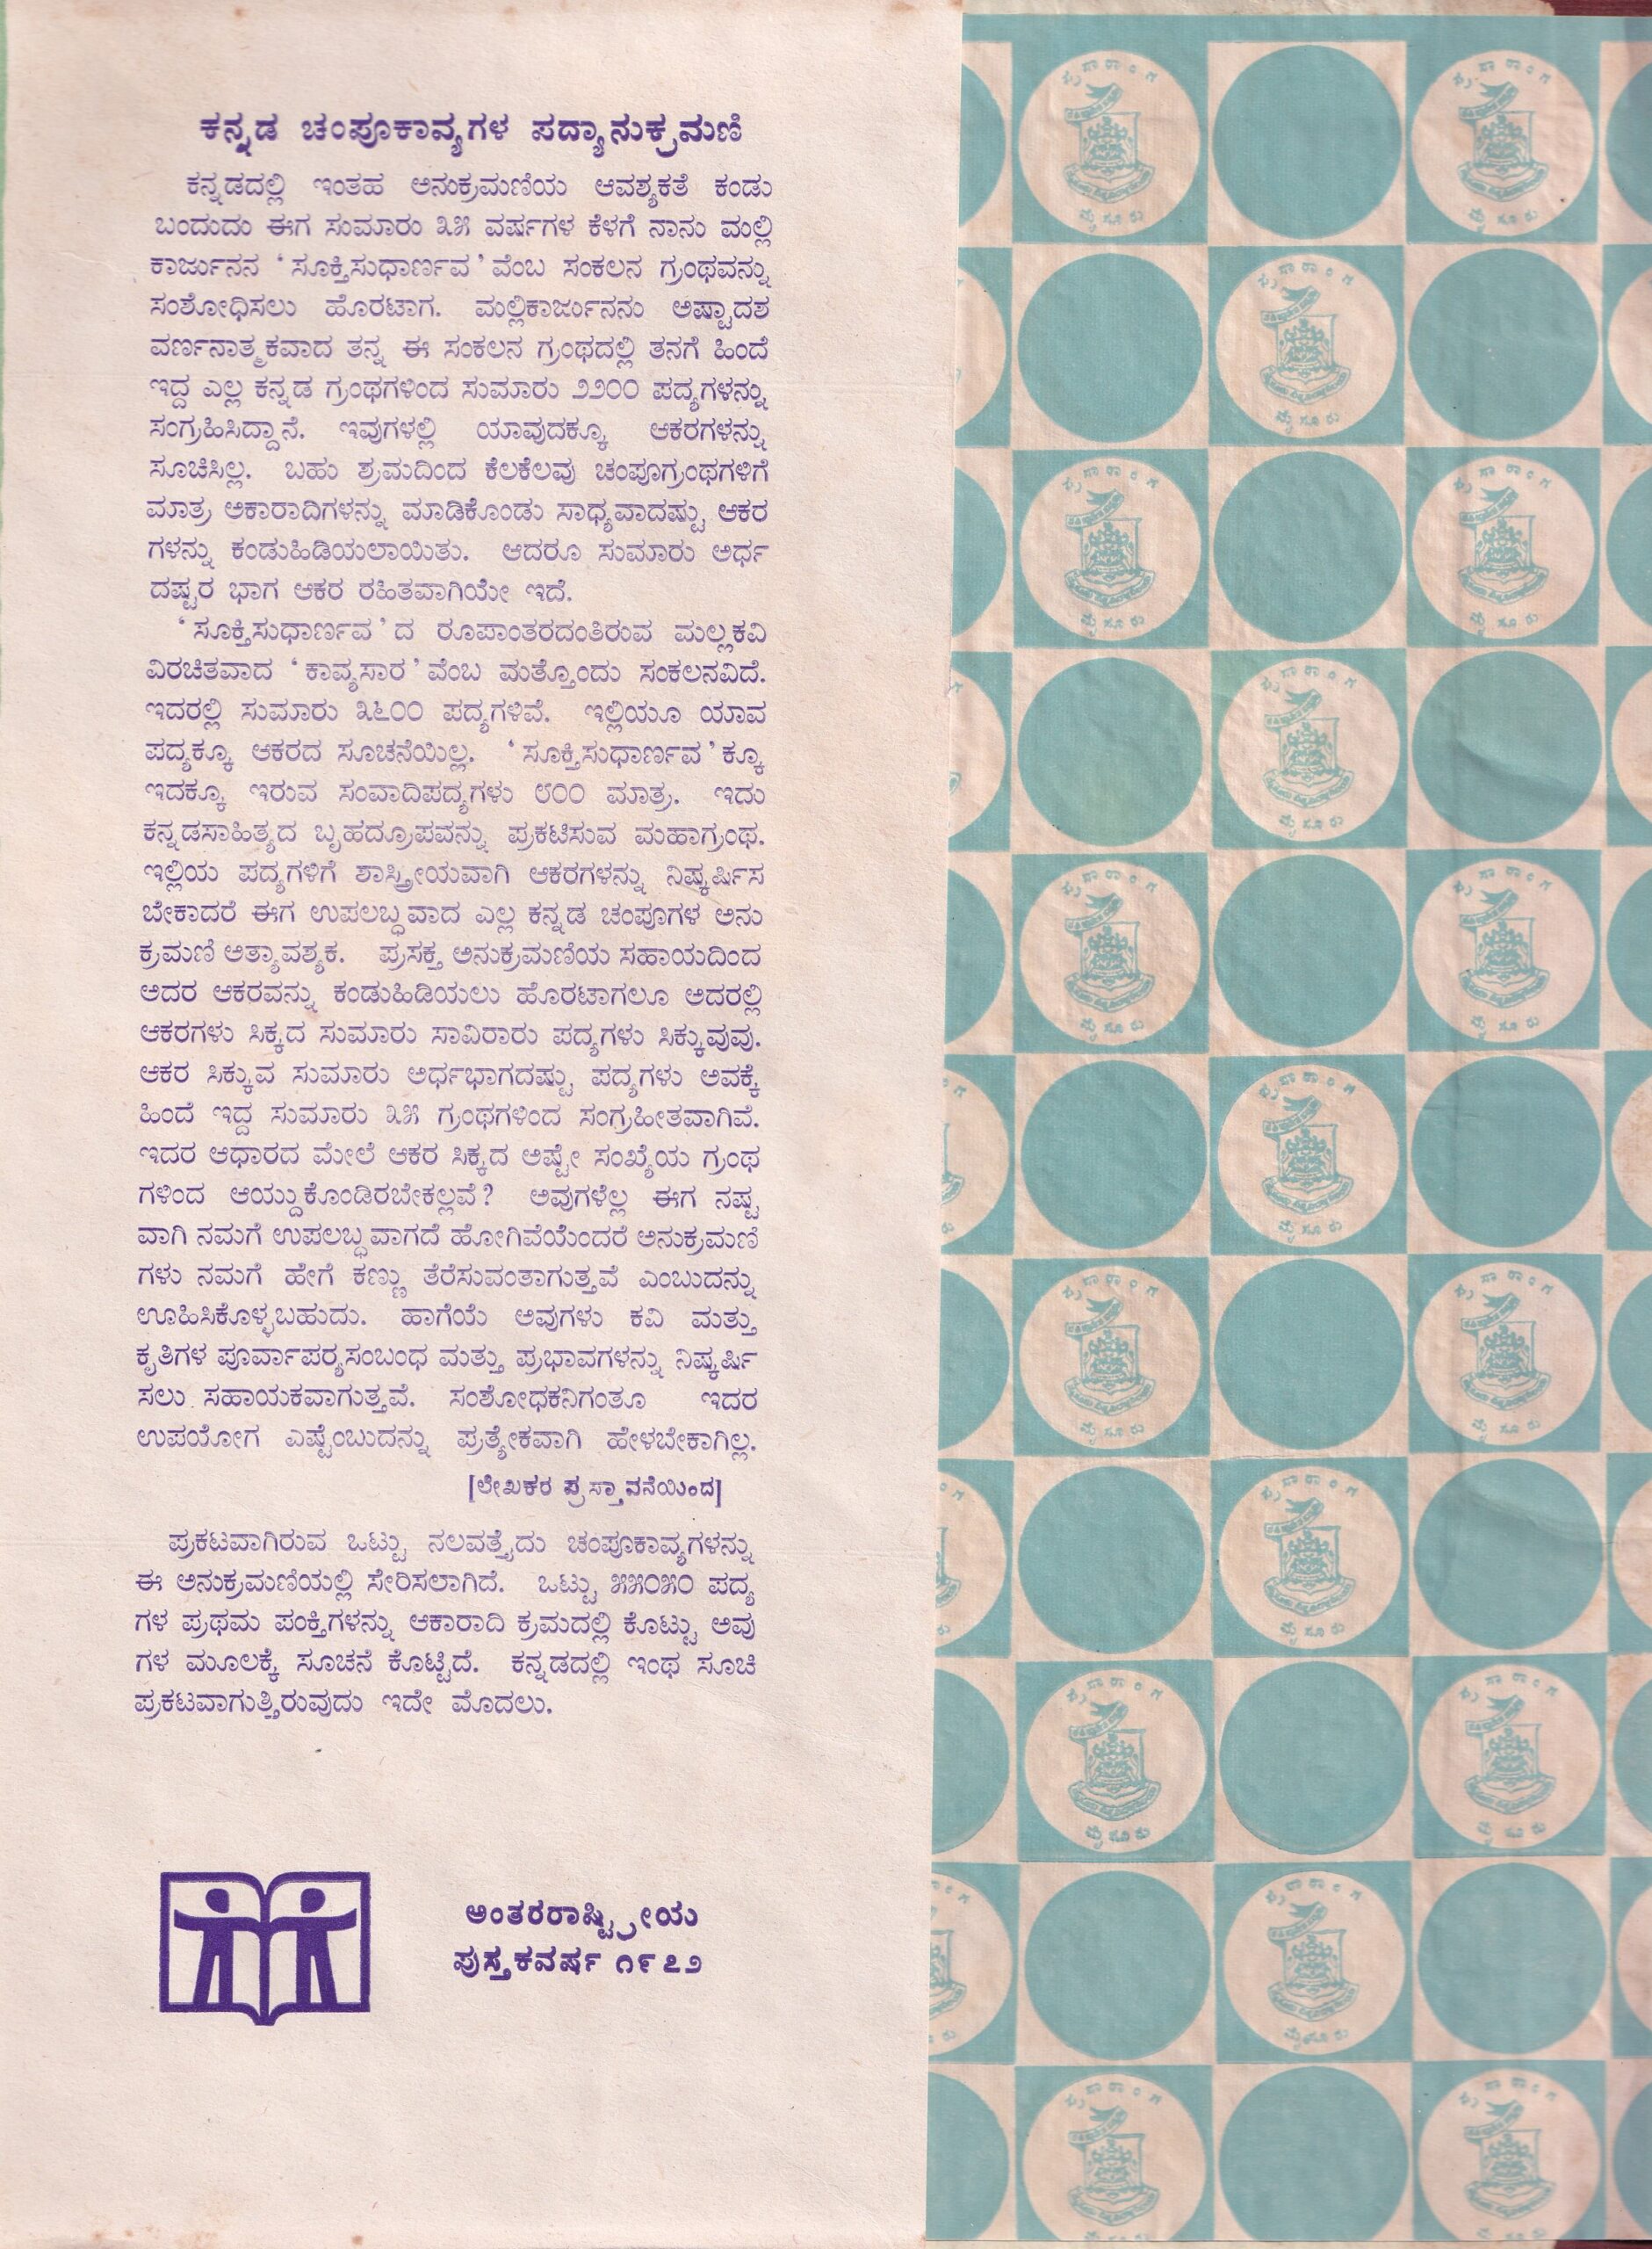 ಕನ್ನಡ ಚಂಪೂಕಾವ್ಯಗಳ ಪದ್ಯಾನುಕ್ರಮಣಿ
ಕನ್ನಡದಲ್ಲಿ ಇಂತಹ ಅನುಕ್ರಮಣಿಯ ಆವಶ್ಯಕತೆ ಕಂಡು
ಬಂದುದು ಈಗ ಸುಮಾರು ೩೫ ವರ್ಷಗಳ ಕೆಳಗೆ ನಾನು ಮಲ್ಲಿ
ಕಾರ್ಜುನನ ‘ಸೂಕ್ತಿಸುಧಾರ್ಣವ’ವೆಂಬ ಸಂಕಲನ ಗ್ರಂಥವನ್ನು
ಸಂಶೋಧಿಸಲು ಹೊರಟಾಗ. ಮಲ್ಲಿಕಾರ್ಜುನನು ಅಷ್ಟಾದಶ
ವರ್ಣನಾತ್ಮಕವಾದ ತನ್ನ ಈ ಸಂಕಲನ ಗ್ರಂಥದಲ್ಲಿ ತನಗೆ ಹಿಂದೆ
ಇದ್ದ ಎಲ್ಲ ಕನ್ನಡ ಗ್ರಂಥಗಳಿಂದ ಸುಮಾರು ೨೨೦೦ ಪದ್ಯಗಳನ್ನು
ಸಂಗ್ರಹಿಸಿದ್ದಾನೆ. ಇವುಗಳಲ್ಲಿ ಯಾವುದಕ್ಕೂ ಆಕರಗಳನ್ನು
ಸೂಚಿಸಿಲ್ಲ. ಬಹು ಶ್ರಮದಿಂದ ಕೆಲಕೆಲವು ಚಂಪೂಗ್ರಂಥಗಳಿಗೆ
ಮಾತ್ರ ಅಕಾರಾದಿಗಳನ್ನು ಮಾಡಿಕೊಂಡು ಸಾಧ್ಯವಾದಷ್ಟು ಆಕರ
ಗಳನ್ನು ಕಂಡುಹಿಡಿಯಲಾಯಿತು. ಆದರೂ ಸುಮಾರು ಅರ್ಧ
ದಷ್ಟರ ಭಾಗ ಆಕರ ರಹಿತವಾಗಿಯೇ ಇದೆ.
‘ಸೂಕ್ತಿಸುಧಾರ್ಣವ’ದ ರೂಪಾಂತರದಂತಿರುವ ಮಲ್ಲಕವಿ
ವಿರಚಿತವಾದ ‘ಕಾವ್ಯಸಾರ’ವೆಂಬ ಮತ್ತೊಂದು ಸಂಕಲನವಿದೆ.
ಇದರಲ್ಲಿ ಸುಮಾರು ೩೬೦೦ ಪದ್ಯಗಳಿವೆ. ಇಲ್ಲಿಯೂ ಯಾವ
ಪದ್ಯಕ್ಕೂ ಆಕರದ ಸೂಚನೆಯಿಲ್ಲ. ‘ಸೂಕ್ತಿಸುಧಾರ್ಣವ’ಕ್ಕೂ
ಇದಕ್ಕೂ ಇರುವ ಸಂವಾದಿಪದ್ಯಗಳು ೮೦೦ ಮಾತ್ರ. ಇದು
ಕನ್ನಡಸಾಹಿತ್ಯದ ಬೃಹದ್ರೂಪವನ್ನು ಪ್ರಕಟಿಸುವ ಮಹಾಗ್ರಂಥ.
ಇಲ್ಲಿಯ ಪದ್ಯಗಳಿಗೆ ಶಾಸ್ತ್ರೀಯವಾಗಿ ಆಕರಗಳನ್ನು ನಿಷ್ಕರ್ಷಿಸ
ಬೇಕಾದರೆ ಈಗ ಉಪಲಬ್ಧವಾದ ಎಲ್ಲ ಕನ್ನಡ ಚಂಪೂಗಳ ಅನು
ಕ್ರಮಣಿ ಅತ್ಯಾವಶ್ಯಕ. ಪ್ರಸಕ್ತ ಅನುಕ್ರಮಣಿಯ ಸಹಾಯದಿಂದ
ಅದರ ಆಕರವನ್ನು ಕಂಡುಹಿಡಿಯಲು ಹೊರಟಾಗಲೂ ಅದರಲ್ಲಿ
ಆಕರಗಳು ಸಿಕ್ಕದ ಸುಮಾರು ಸಾವಿರಾರು ಪದ್ಯಗಳು ಸಿಕ್ಕುವುವು.
ಆಕರ ಸಿಕ್ಕುವ ಸುಮಾರು ಅರ್ಧಭಾಗದಷ್ಟು ಪದ್ಯಗಳು ಅವಕ್ಕೆ
ಹಿಂದೆ ಇದ್ದ ಸುಮಾರು ೩೫ ಗ್ರಂಥಗಳಿಂದ ಸಂಗ್ರಹೀತವಾಗಿವೆ.
ಇದರ ಆಧಾರದ ಮೇಲೆ ಆಕರ ಸಿಕ್ಕದ ಅಷ್ಟೇ ಸಂಖ್ಯೆಯ ಗ್ರಂಥ
ಗಳಿಂದ ಆಯ್ದುಕೊಂಡಿರಬೇಕಲ್ಲವೆ? ಅವುಗಳೆಲ್ಲ ಈಗ ನಷ್ಟ
ವಾಗಿ ನಮಗೆ ಉಪಲಬ್ಧವಾಗದೆ ಹೋಗಿವೆಯೆಂದರೆ ಅನುಕ್ರಮಣಿ
ಗಳು ನಮಗೆ ಹೇಗೆ ಕಣ್ಣು ತೆರೆಸುವಂತಾಗುತ್ತವೆ ಎಂಬುದನ್ನು
ಊಹಿಸಿಕೊಳ್ಳಬಹುದು. ಹಾಗೆಯೆ ಅವುಗಳು ಕವಿ ಮತ್ತು
ಕೃತಿಗಳ ಪೂರ್ವಾಪರ್‍ಯಸಂಬಂಧ ಮತ್ತು ಪ್ರಭಾವಗಳನ್ನು ನಿಷ್ಕರ್ಷಿ
ಸಲು ಸಹಾಯಕವಾಗುತ್ತವೆ. ಸಂಶೋಧಕನಿಗಂತೂ ಇದರ
ಉಪಯೋಗ ಎಷ್ಟೆಂಬುದನ್ನು ಪ್ರತ್ಯೇಕವಾಗಿ ಹೇಳಬೇಕಾಗಿಲ್ಲ.
[ಲೇಖಕರ ಪ್ರಸ್ತಾವನೆಯಿಂದ]
ಪ್ರಕಟವಾಗಿರುವ ಒಟ್ಟು ನಲವತ್ತೈದು ಚಂಪೂಕಾವ್ಯಗಳನ್ನು
ಈ ಅನುಕ್ರಮಣಿಯಲ್ಲಿ ಸೇರಿಸಲಾಗಿದೆ. ಒಟ್ಟು ೫೫೦೫೦ ಪದ್ಯ
ಗಳ ಪ್ರಥಮ ಪಂಕ್ತಿಗಳನ್ನು ಆಕಾರಾದಿ ಕ್ರಮದಲ್ಲಿ ಕೊಟ್ಟು ಅವು
ಗಳ ಮೂಲಕ್ಕೆ ಸೂಚನೆ ಕೊಟ್ಟಿದೆ. ಕನ್ನಡದಲ್ಲಿ ಇಂಥ ಸೂಚಿ
ಪ್ರಕಟವಾಗುತ್ತಿರುವುದು ಇದೇ ಮೊದಲು.
ಅಂತರರಾಷ್ಟ್ರೀಯ
ಪುಸ್ತಕವರ್ಷ ೧೯೭೨
ಪ್ರಸಾರಾಂಗ
ಮೈಸೂರು